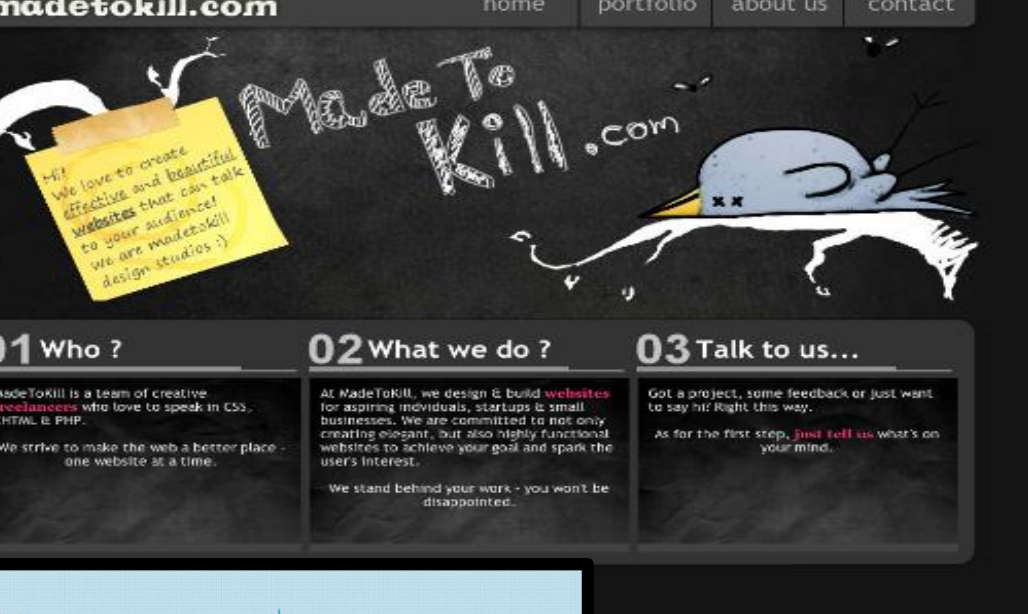 madetokill.com
home portfolio about us contact
MadeTo
Kill.com
Hi!
We love to create
effective and beautiful
websites that can talk
to your audience!
we are madetokill
design studios :)
01 Who ?
MadeToKill is a team of creative
freelancers who love to speak in CSS,
XHTML & PHP.
We strive to make the web a better place -
one website at a time.
02 What we do ?
At MadeToKill, we design & build websites
for aspiring indviduals, startups & small
businesses. We are committed to not only
creating elegant, but also highly functional
websites to achieve your goal and spark the
user's interest.
We stand behind your work - you won't be
disappointed.
03 Talk to us...
Got a project, some feedback or just want
to say hi? Right this way.
As for the first step, just tell us what's on
your mind.